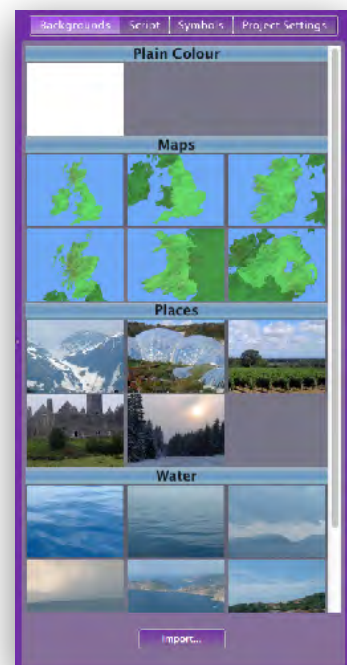 Backgrounds Script Symbols Project Settings
Plain Colour
Maps
Places
Water
Import...